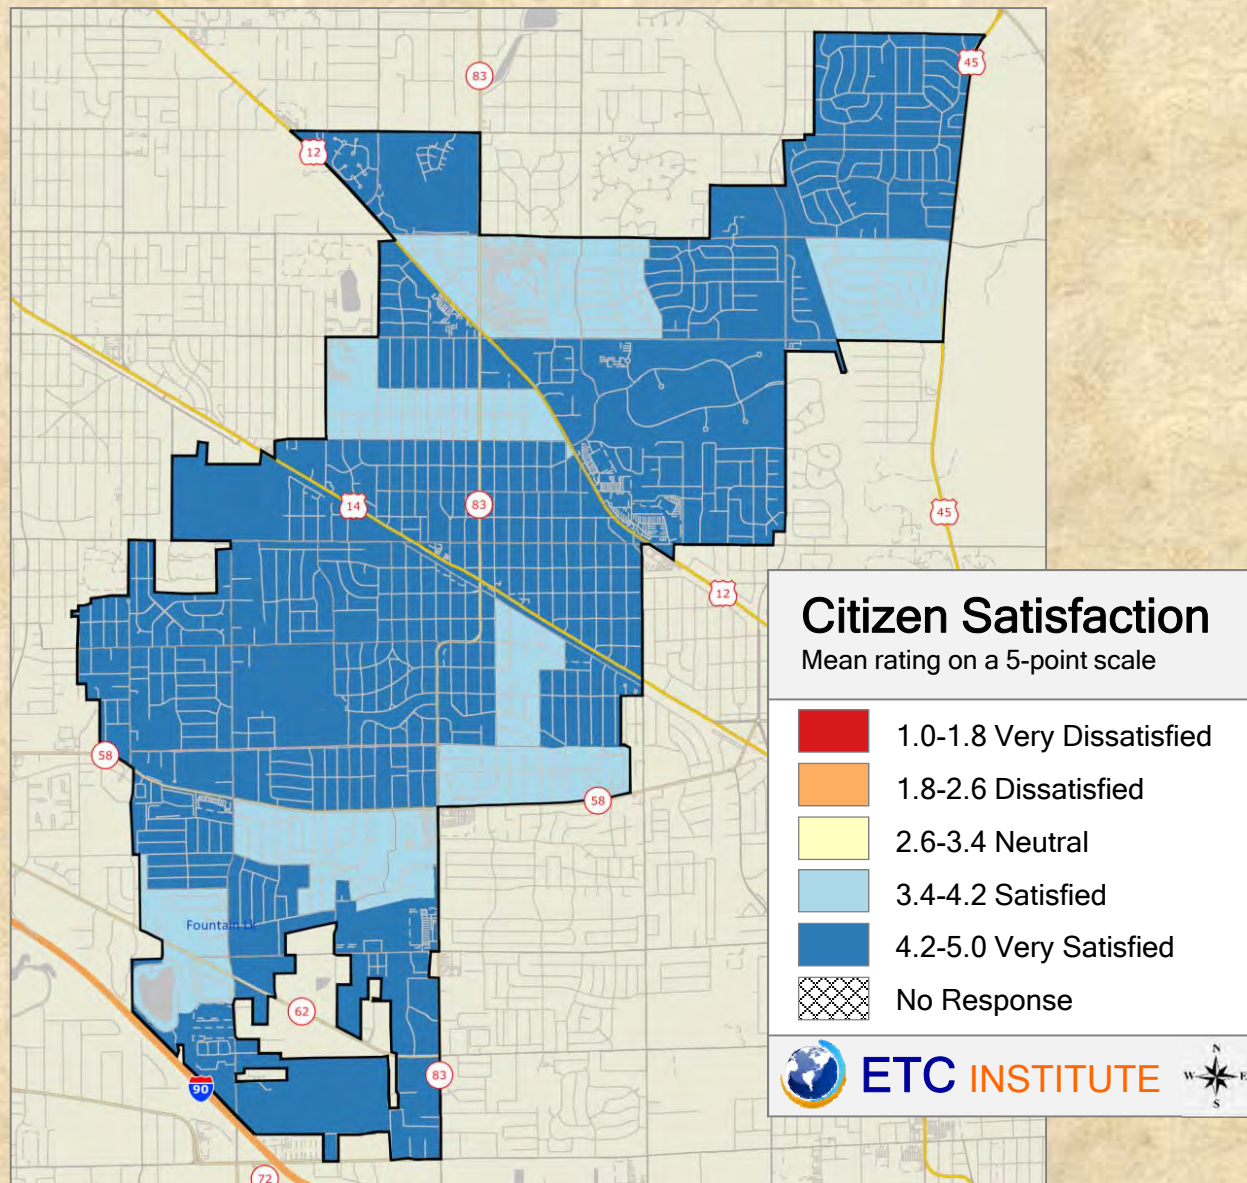 83
45
12
14
83
45
12
58
58
Fountain Lk
62
83
90
72
Citizen Satisfaction
Mean rating on a 5-point scale
1.0-1.8 Very Dissatisfied
1.8-2.6 Dissatisfied
2.6-3.4 Neutral
3.4-4.2 Satisfied
4.2-5.0 Very Satisfied
No Response
ETC INSTITUTE
N
W E
S